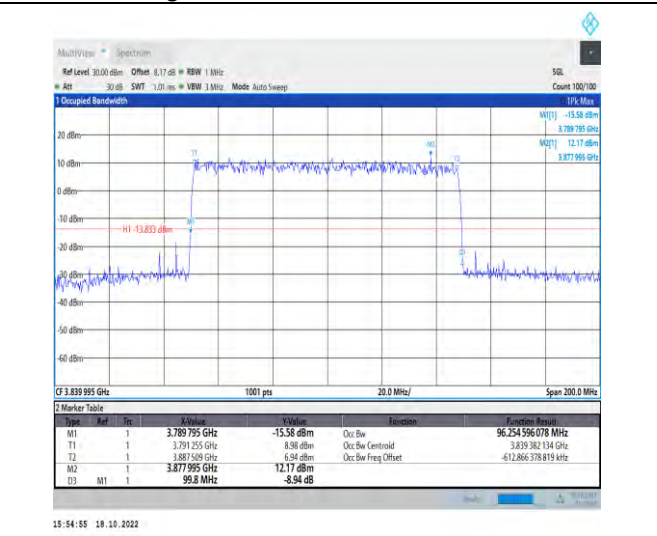 MultiView Spectrum
Ref Level 30.00 dBm Offset 8.17 dB RBW 1 MHz SGL
Att 30 dB SWT 1.01 ms VBW 3 MHz Mode Auto Sweep Count 100/100
1 Occupied Bandwidth 1Pk Max
M1[1] -15.58 dBm
3.789 795 GHz
20 dBm M2[1] 12.17 dBm
3.877 995 GHz
M2
T1 T2
10 dBm
0 dBm
-10 dBm
M1
H1 -13.833 dBm
-20 dBm
D3
-30 dBm
-40 dBm
-50 dBm
-60 dBm
CF 3.839 995 GHz 1001 pts 20.0 MHz/ Span 200.0 MHz
2 Marker Table
Type Ref Trc X-Value Y-Value Function Function Result
M1 1 3.789 795 GHz -15.58 dBm Occ Bw 96.254 596 078 MHz
T1 1 3.791 255 GHz 8.98 dBm Occ Bw Centroid 3.839 382 134 GHz
T2 1 3.887 509 GHz 6.94 dBm Occ Bw Freq Offset -612.866 378 819 kHz
M2 1 3.877 995 GHz 12.17 dBm
D3 M1 1 99.8 MHz -8.94 dB
15:54:55 18.10.2022